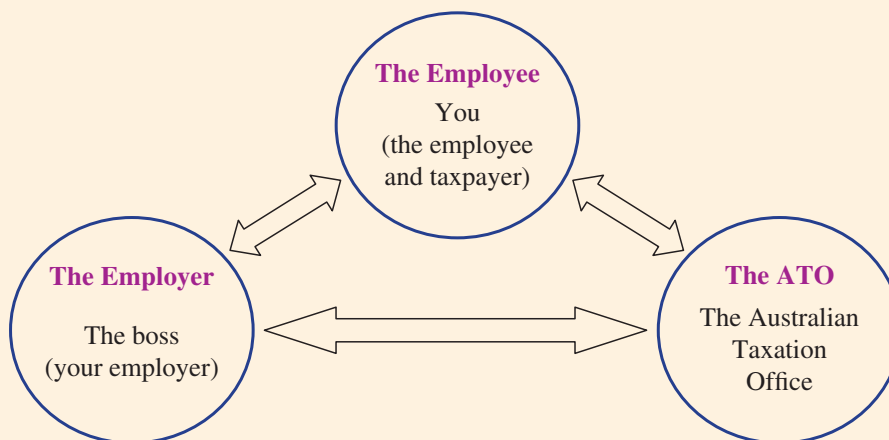 The Employee
You
(the employee
and taxpayer)
The Employer
The boss
(your employer)
The ATO
The Australian
Taxation
Office